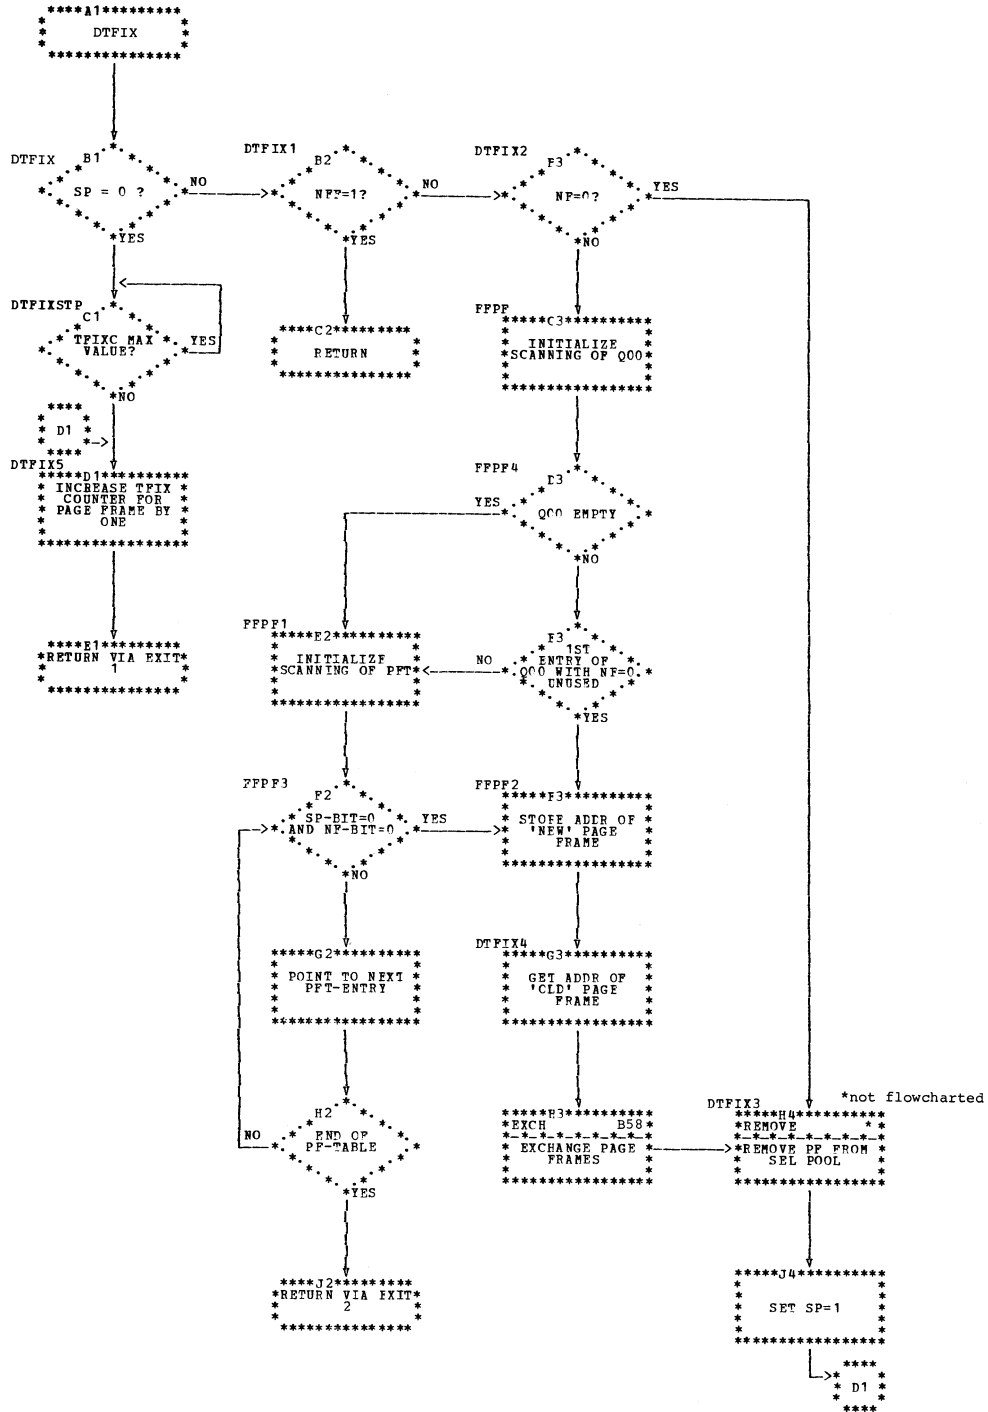 A1
DTFIX
DTFIX
B1
SP = 0 ?
NO
YES
DTFIX1
B2
NFF=1?
NO
YES
DTFIX2
NF=0?
YES
NO
DTFIXSTP
C1
TFIXC MAX
VALUE?
YES
NO
C2
RETURN
FFPF
C3
INITIALIZE
SCANNING OF Q00
D1
DTFIX5
D1
INCREASE TFIX
COUNTER FOR
PAGE FRAME BY
ONE
FFPF4
D3
Q00 EMPTY
YES
NO
E1
RETURN VIA EXIT
1
FFPF1
E2
INITIALIZE
SCANNING OF PFT
NO
1ST
ENTRY OF
Q00 WITH NF=0
UNUSED
YES
FFPF3
F2
SP-BIT=0
AND NF-BIT=0
YES
NO
FFPF2
F3
STORE ADDR OF
'NEW' PAGE
FRAME
G2
POINT TO NEXT
PFT-ENTRY
DTFIX4
G3
GET ADDR OF
'OLD' PAGE
FRAME
H2
END OF
PF-TABLE
NO
YES
H3
EXCH B58
EXCHANGE PAGE
FRAMES
*not flowcharted
DTFIX3
H4
REMOVE *
REMOVE PF FROM
SEL POOL
J2
RETURN VIA EXIT
2
J4
SET SP=1
D1